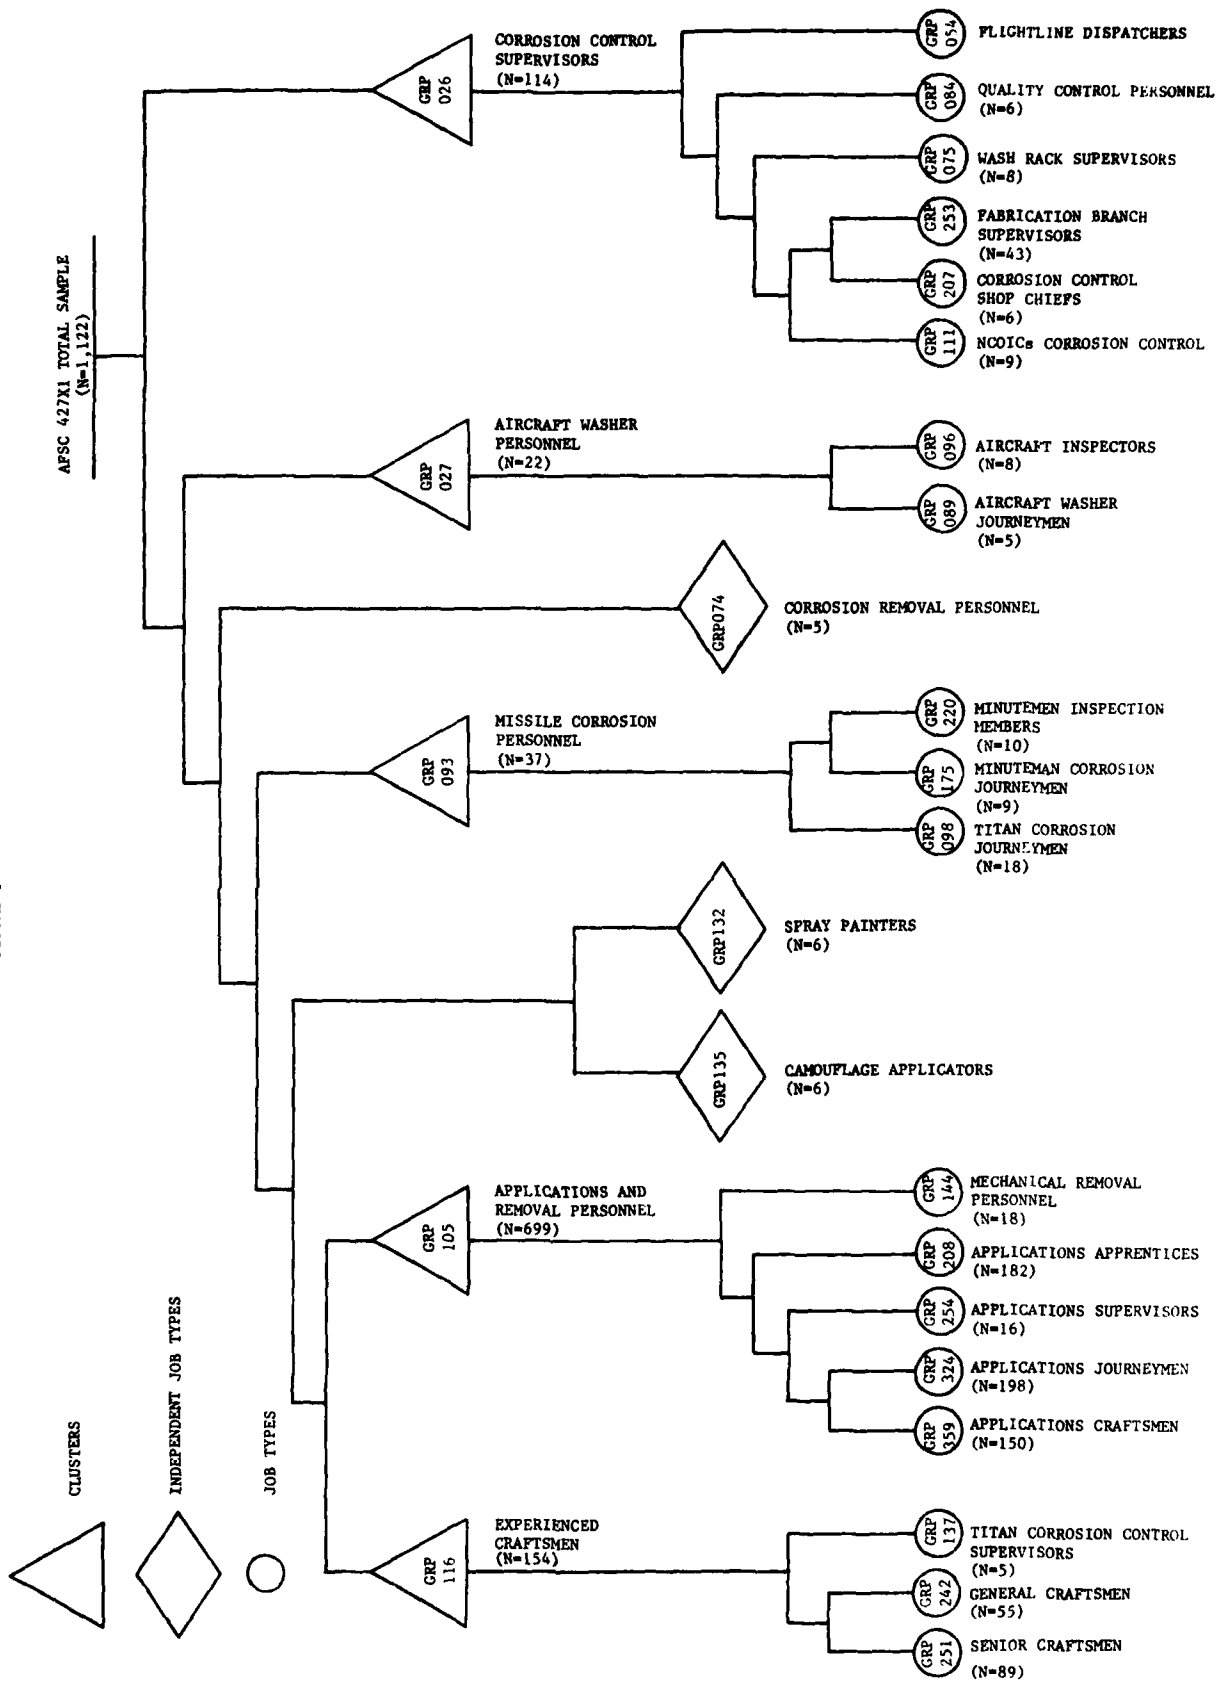 AFSC 427X1 TOTAL SAMPLE
(N=1,122)
CORROSION CONTROL
SUPERVISORS
(N=114)
GRP
026
GRP
054
FLIGHTLINE DISPATCHERS
GRP
084
QUALITY CONTROL PERSONNEL
(N=6)
GRP
075
WASH RACK SUPERVISORS
(N=8)
GRP
253
FABRICATION BRANCH
SUPERVISORS
(N=43)
GRP
207
CORROSION CONTROL
SHOP CHIEFS
(N=6)
GRP
111
NCOICs CORROSION CONTROL
(N=9)
AIRCRAFT WASHER
PERSONNEL
(N=22)
GRP
027
GRP
096
AIRCRAFT INSPECTORS
(N=8)
GRP
089
AIRCRAFT WASHER
JOURNEYMEN
(N=5)
GRP074
CORROSION REMOVAL PERSONNEL
(N=5)
MISSILE CORROSION
PERSONNEL
(N=37)
GRP
093
GRP
220
MINUTEMEN INSPECTION
MEMBERS
(N=10)
GRP
175
MINUTEMAN CORROSION
JOURNEYMEN
(N=9)
GRP
098
TITAN CORROSION
JOURNEYMEN
(N=18)
GRP132
SPRAY PAINTERS
(N=6)
GRP135
CAMOUFLAGE APPLICATORS
(N=6)
APPLICATIONS AND
REMOVAL PERSONNEL
(N=699)
GRP
105
GRP
144
MECHANICAL REMOVAL
PERSONNEL
(N=18)
GRP
208
APPLICATIONS APPRENTICES
(N=182)
GRP
254
APPLICATIONS SUPERVISORS
(N=16)
GRP
324
APPLICATIONS JOURNEYMEN
(N=198)
GRP
359
APPLICATIONS CRAFTSMEN
(N=150)
EXPERIENCED
CRAFTSMEN
(N=154)
GRP
116
GRP
137
TITAN CORROSION CONTROL
SUPERVISORS
(N=5)
GRP
242
GENERAL CRAFTSMEN
(N=55)
GRP
251
SENIOR CRAFTSMEN
(N=89)
CLUSTERS
INDEPENDENT JOB TYPES
JOB TYPES